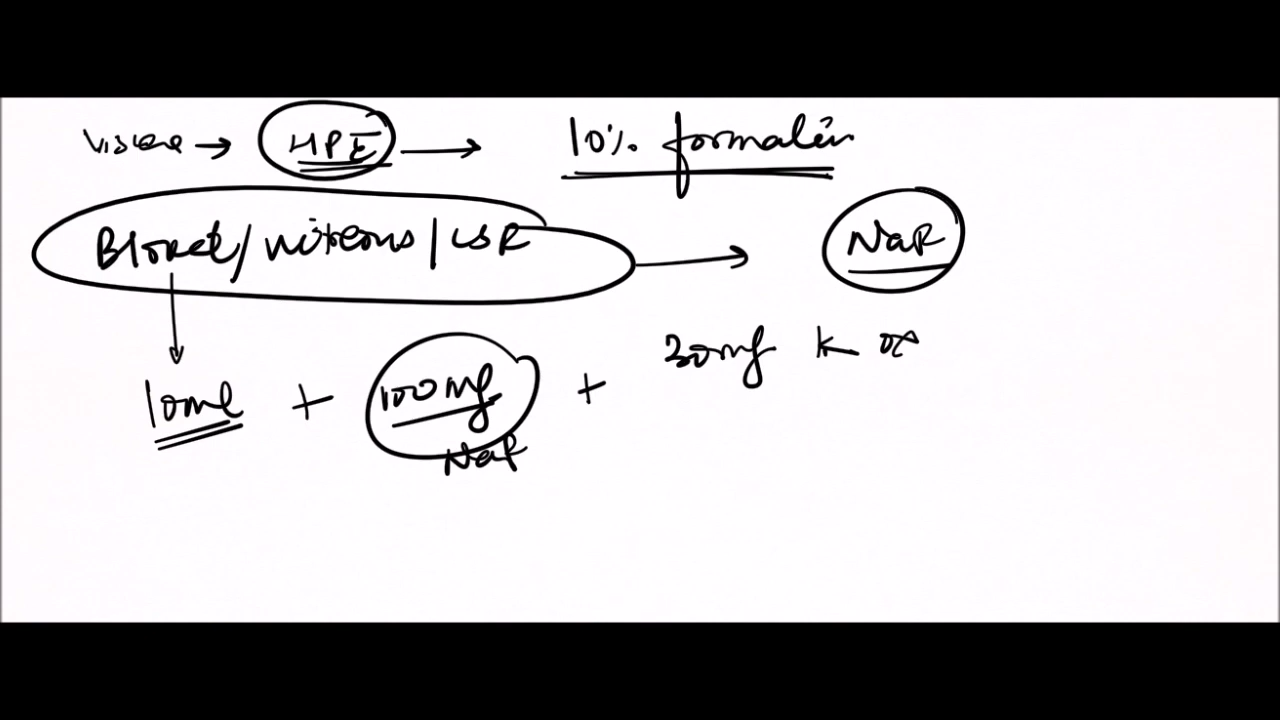 Viscera → HPE → 10% formalin
Blood/vitreous/CSF → NaF
10ml + 100mg + 30mg K ox
NaF